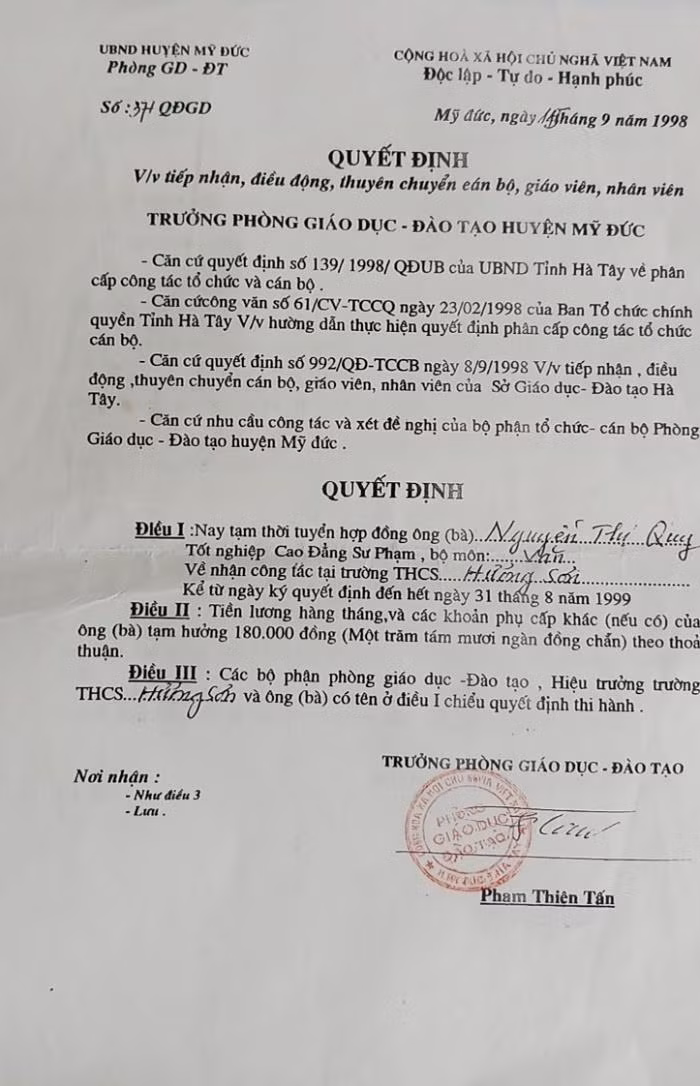 UBND HUYỆN MỸ ĐỨC
Phòng GD - ĐT
Số : 371 QĐGD
CỘNG HOÀ XÃ HỘI CHỦ NGHĨA VIỆT NAM
Độc lập - Tự do - Hạnh phúc
Mỹ đức, ngày tháng 9 năm 1998
QUYẾT ĐỊNH
V/v tiếp nhận, điều động, thuyên chuyển cán bộ, giáo viên, nhân viên
TRƯỞNG PHÒNG GIÁO DỤC - ĐÀO TẠO HUYỆN MỸ ĐỨC
- Căn cứ quyết định số 139/ 1998/ QĐUB của UBND Tỉnh Hà Tây về phân
cấp công tác tổ chức và cán bộ .
- Căn cứcông văn số 61/CV-TCCQ ngày 23/02/1998 của Ban Tổ chức chính
quyền Tỉnh Hà Tây V/v hướng dẫn thực hiện quyết định phân cấp công tác tổ chức
cán bộ.
- Căn cứ quyết định số 992/QĐ-TCCB ngày 8/9/1998 V/v tiếp nhận , điều
động ,thuyên chuyển cán bộ, giáo viên, nhân viên của Sở Giáo dục- Đào tạo Hà
Tây.
- Căn cứ nhu cầu công tác và xét đề nghị của bộ phận tổ chức- cán bộ Phòng
Giáo dục - Đào tạo huyện Mỹ đức .
QUYẾT ĐỊNH
Điều I :Nay tạm thời tuyển hợp đồng ông (bà)..Nguyễn Thị Quy
Tốt nghiệp Cao Đẳng Sư Phạm , bộ môn:.....Văn...
Về nhận công tác tại trường THCS.....Hương Sơn......................
Kể từ ngày ký quyết định đến hết ngày 31 tháng 8 năm 1999
Điều II : Tiền lương hàng tháng,và các khoản phụ cấp khác (nếu có) của
ông (bà) tạm hưởng 180.000 đồng (Một trăm tám mươi ngàn đồng chẵn) theo thoả
thuận.
Điều III : Các bộ phận phòng giáo dục -Đào tạo , Hiệu trưởng trường
THCS...Hương Sơn và ông (bà) có tên ở điều I chiểu quyết định thi hành .
TRƯỞNG PHÒNG GIÁO DỤC - ĐÀO TẠO
Nơi nhận :
- Như điều 3
- Lưu .
PHÒNG
GIÁO DỤC
ĐÀO TẠO
Phạm Thiên Tấn